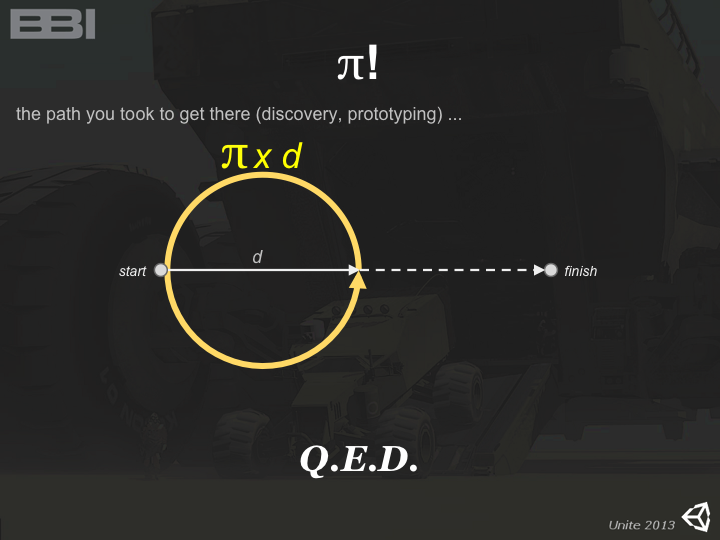 BBI
π!
the path you took to get there (discovery, prototyping) ...
π x d
d
start
finish
Q.E.D.
Unite 2013